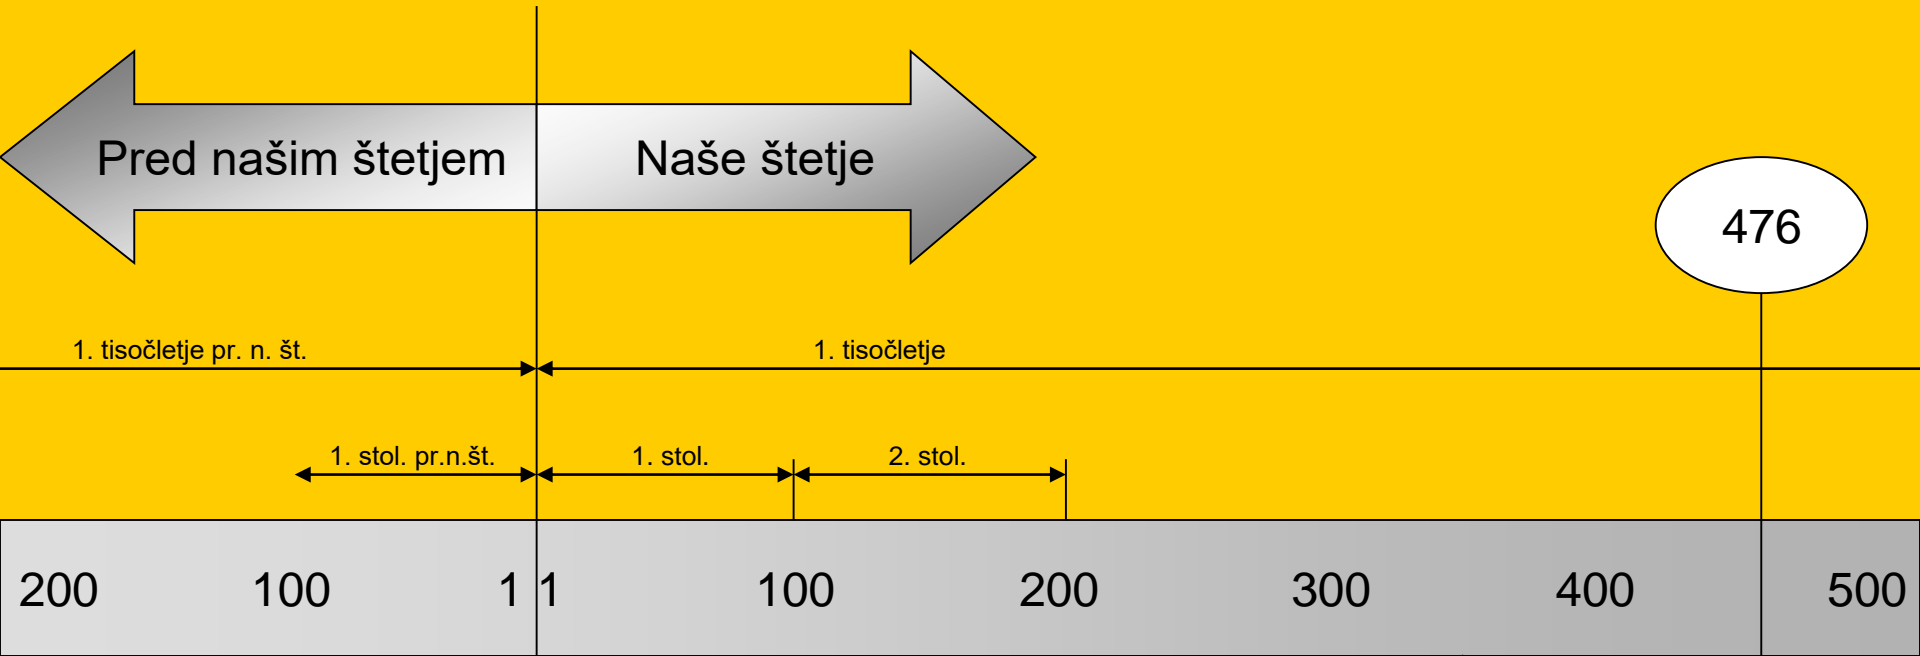 Pred našim štetjem
Naše štetje
476
1. tisočletje pr. n. št.
1. tisočletje
1. stol. pr.n.št.
1. stol.
2. stol.
200 100 1 1 100 200 300 400 500